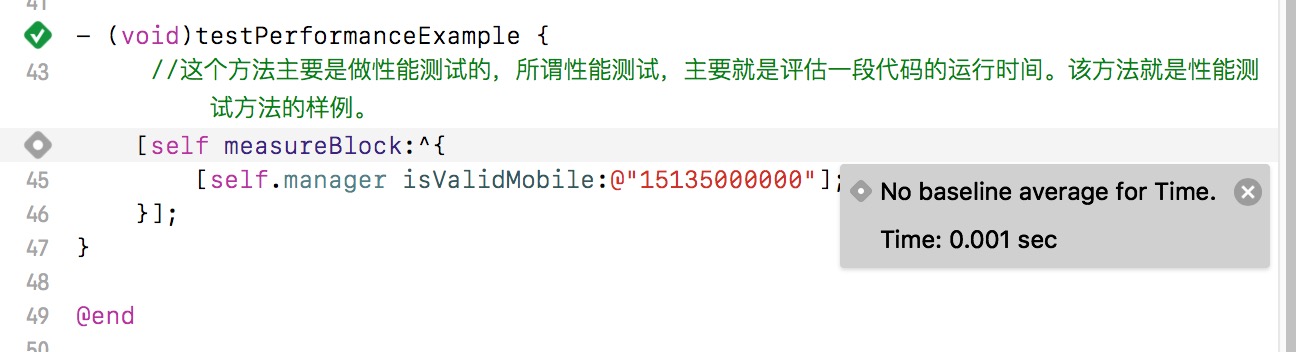 41
- (void)testPerformanceExample {
43 //这个方法主要是做性能测试的，所谓性能测试，主要就是评估一段代码的运行时间。该方法就是性能测
试方法的样例。
[self measureBlock:^{
45 [self.manager isValidMobile:@"15135000000"];
No baseline average for Time.
Time: 0.001 sec
46 }];
47 }
48
49 @end
50